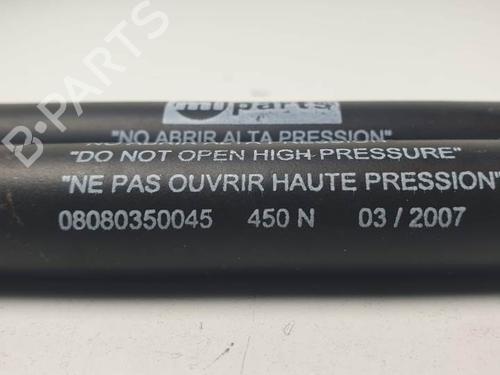 mi parts
"NO ABRIR ALTA PRESSION"
"DO NOT OPEN HIGH PRESSURE"
"NE PAS OUVRIR HAUTE PRESSION"
08080350045 450 N 03 / 2007